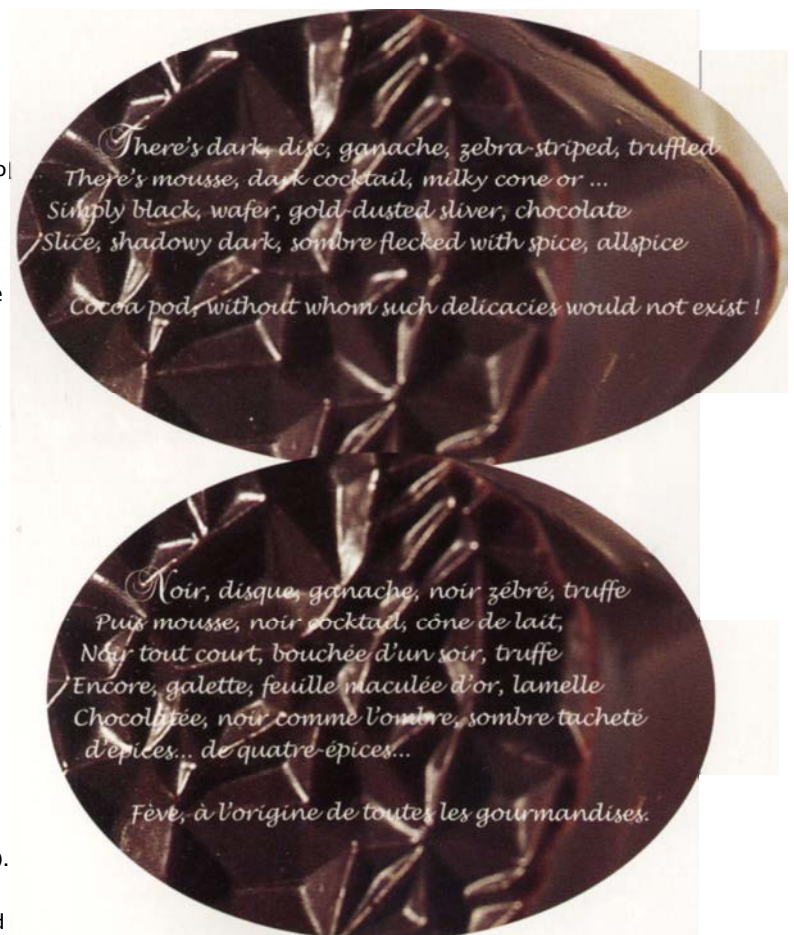 There's dark, disc, ganache, zebra-striped, truffled
There's mousse, dark cocktail, milky cone or ...
Simply black, wafer, gold-dusted sliver, chocolate
Slice, shadowy dark, sombre flecked with spice, allspice
Cocoa pod, without whom such delicacies would not exist !
Noir, disque, ganache, noir zébré, truffe
Puis mousse, noir cocktail, cône de lait,
Noir tout court, bouchée d'un soir, truffe
Encore, galette, feuille maculée d'or, lamelle
Chocolatée, noir comme l'ombre, sombre tacheté
d'épices... de quatre-épices...
Fève, à l'origine de toutes les gourmandises.